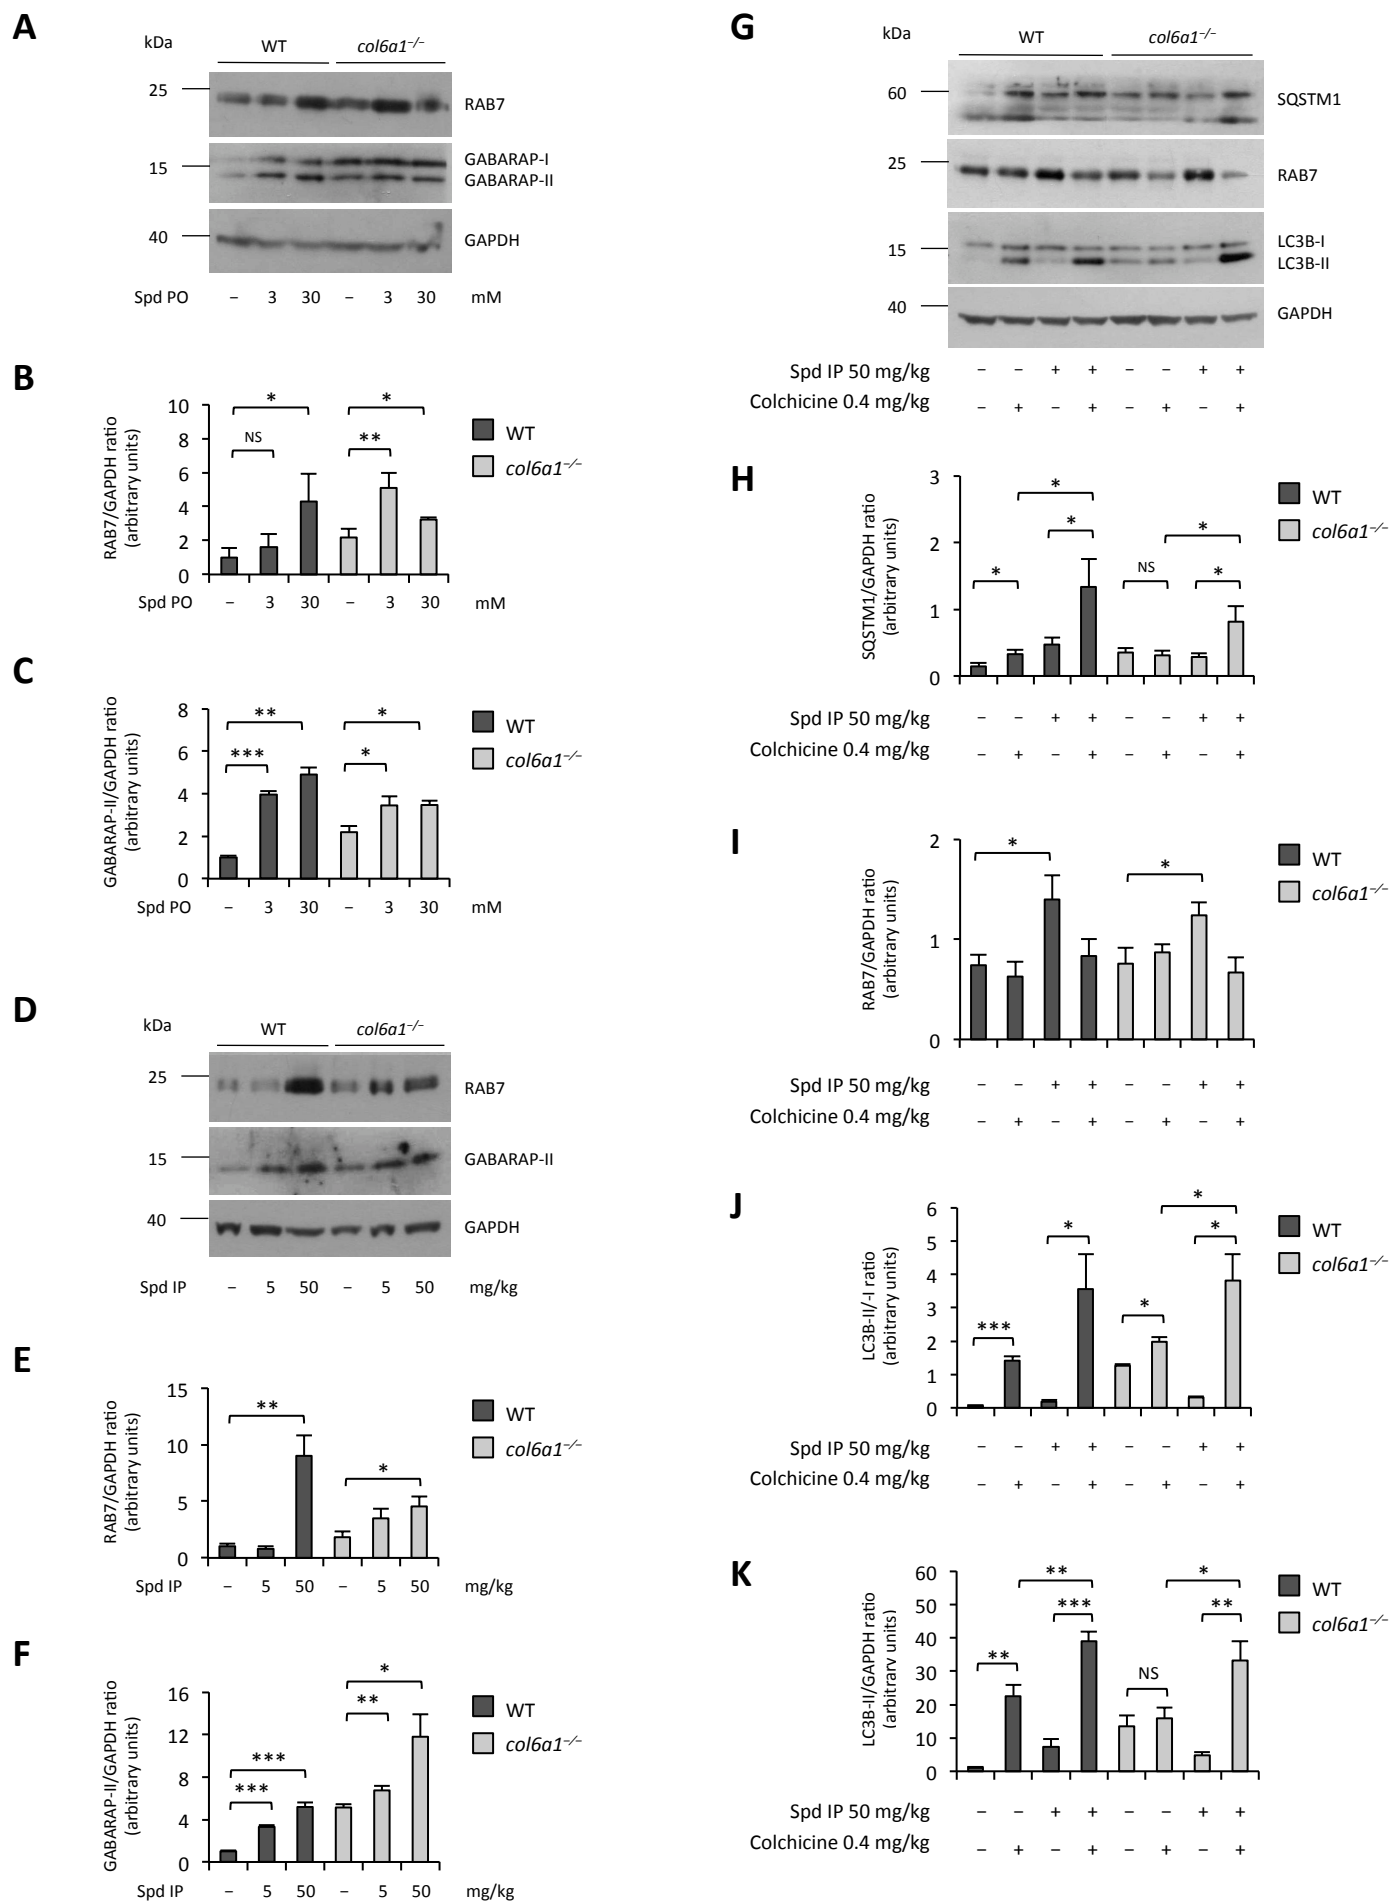 A
kDa
WT
col6a1–/–
25
RAB7
15
GABARAP-I
GABARAP-II
40
GAPDH
Spd PO – 3 30 – 3 30 mM
B
RAB7/GAPDH ratio
(arbitrary units)
10
8
6
4
2
0
*
NS
*
**
WT
col6a1–/–
Spd PO – 3 30 – 3 30 mM
C
GABARAP-II/GAPDH ratio
(arbitrary units)
8
6
4
2
0
**
***
*
*
WT
col6a1–/–
Spd PO – 3 30 – 3 30 mM
D
kDa
WT
col6a1–/–
25
RAB7
15
GABARAP-II
40
GAPDH
Spd IP – 5 50 – 5 50 mg/kg
E
RAB7/GAPDH ratio
(arbitrary units)
15
10
5
0
**
*
WT
col6a1–/–
Spd IP – 5 50 – 5 50 mg/kg
F
GABARAP-II/GAPDH ratio
(arbitrary units)
16
12
8
4
0
***
***
*
**
WT
col6a1–/–
Spd IP – 5 50 – 5 50 mg/kg
G
kDa
WT
col6a1–/–
60
SQSTM1
25
RAB7
15
LC3B-I
LC3B-II
40
GAPDH
Spd IP 50 mg/kg – – + + – – + +
Colchicine 0.4 mg/kg – + – + – + – +
H
SQSTM1/GAPDH ratio
(arbitrary units)
3
2
1
0
*
*
*
*
NS
*
WT
col6a1–/–
Spd IP 50 mg/kg – – + + – – + +
Colchicine 0.4 mg/kg – + – + – + – +
I
RAB7/GAPDH ratio
(arbitrary units)
2
1
0
*
*
WT
col6a1–/–
Spd IP 50 mg/kg – – + + – – + +
Colchicine 0.4 mg/kg – + – + – + – +
J
LC3B-II/-I ratio
(arbitrary units)
6
5
4
3
2
1
0
***
*
*
*
*
WT
col6a1–/–
Spd IP 50 mg/kg – – + + – – + +
Colchicine 0.4 mg/kg – + – + – + – +
K
LC3B-II/GAPDH ratio
(arbitrary units)
60
50
40
30
20
10
0
**
***
**
*
NS
**
WT
col6a1–/–
Spd IP 50 mg/kg – – + + – – + +
Colchicine 0.4 mg/kg – + – + – + – +